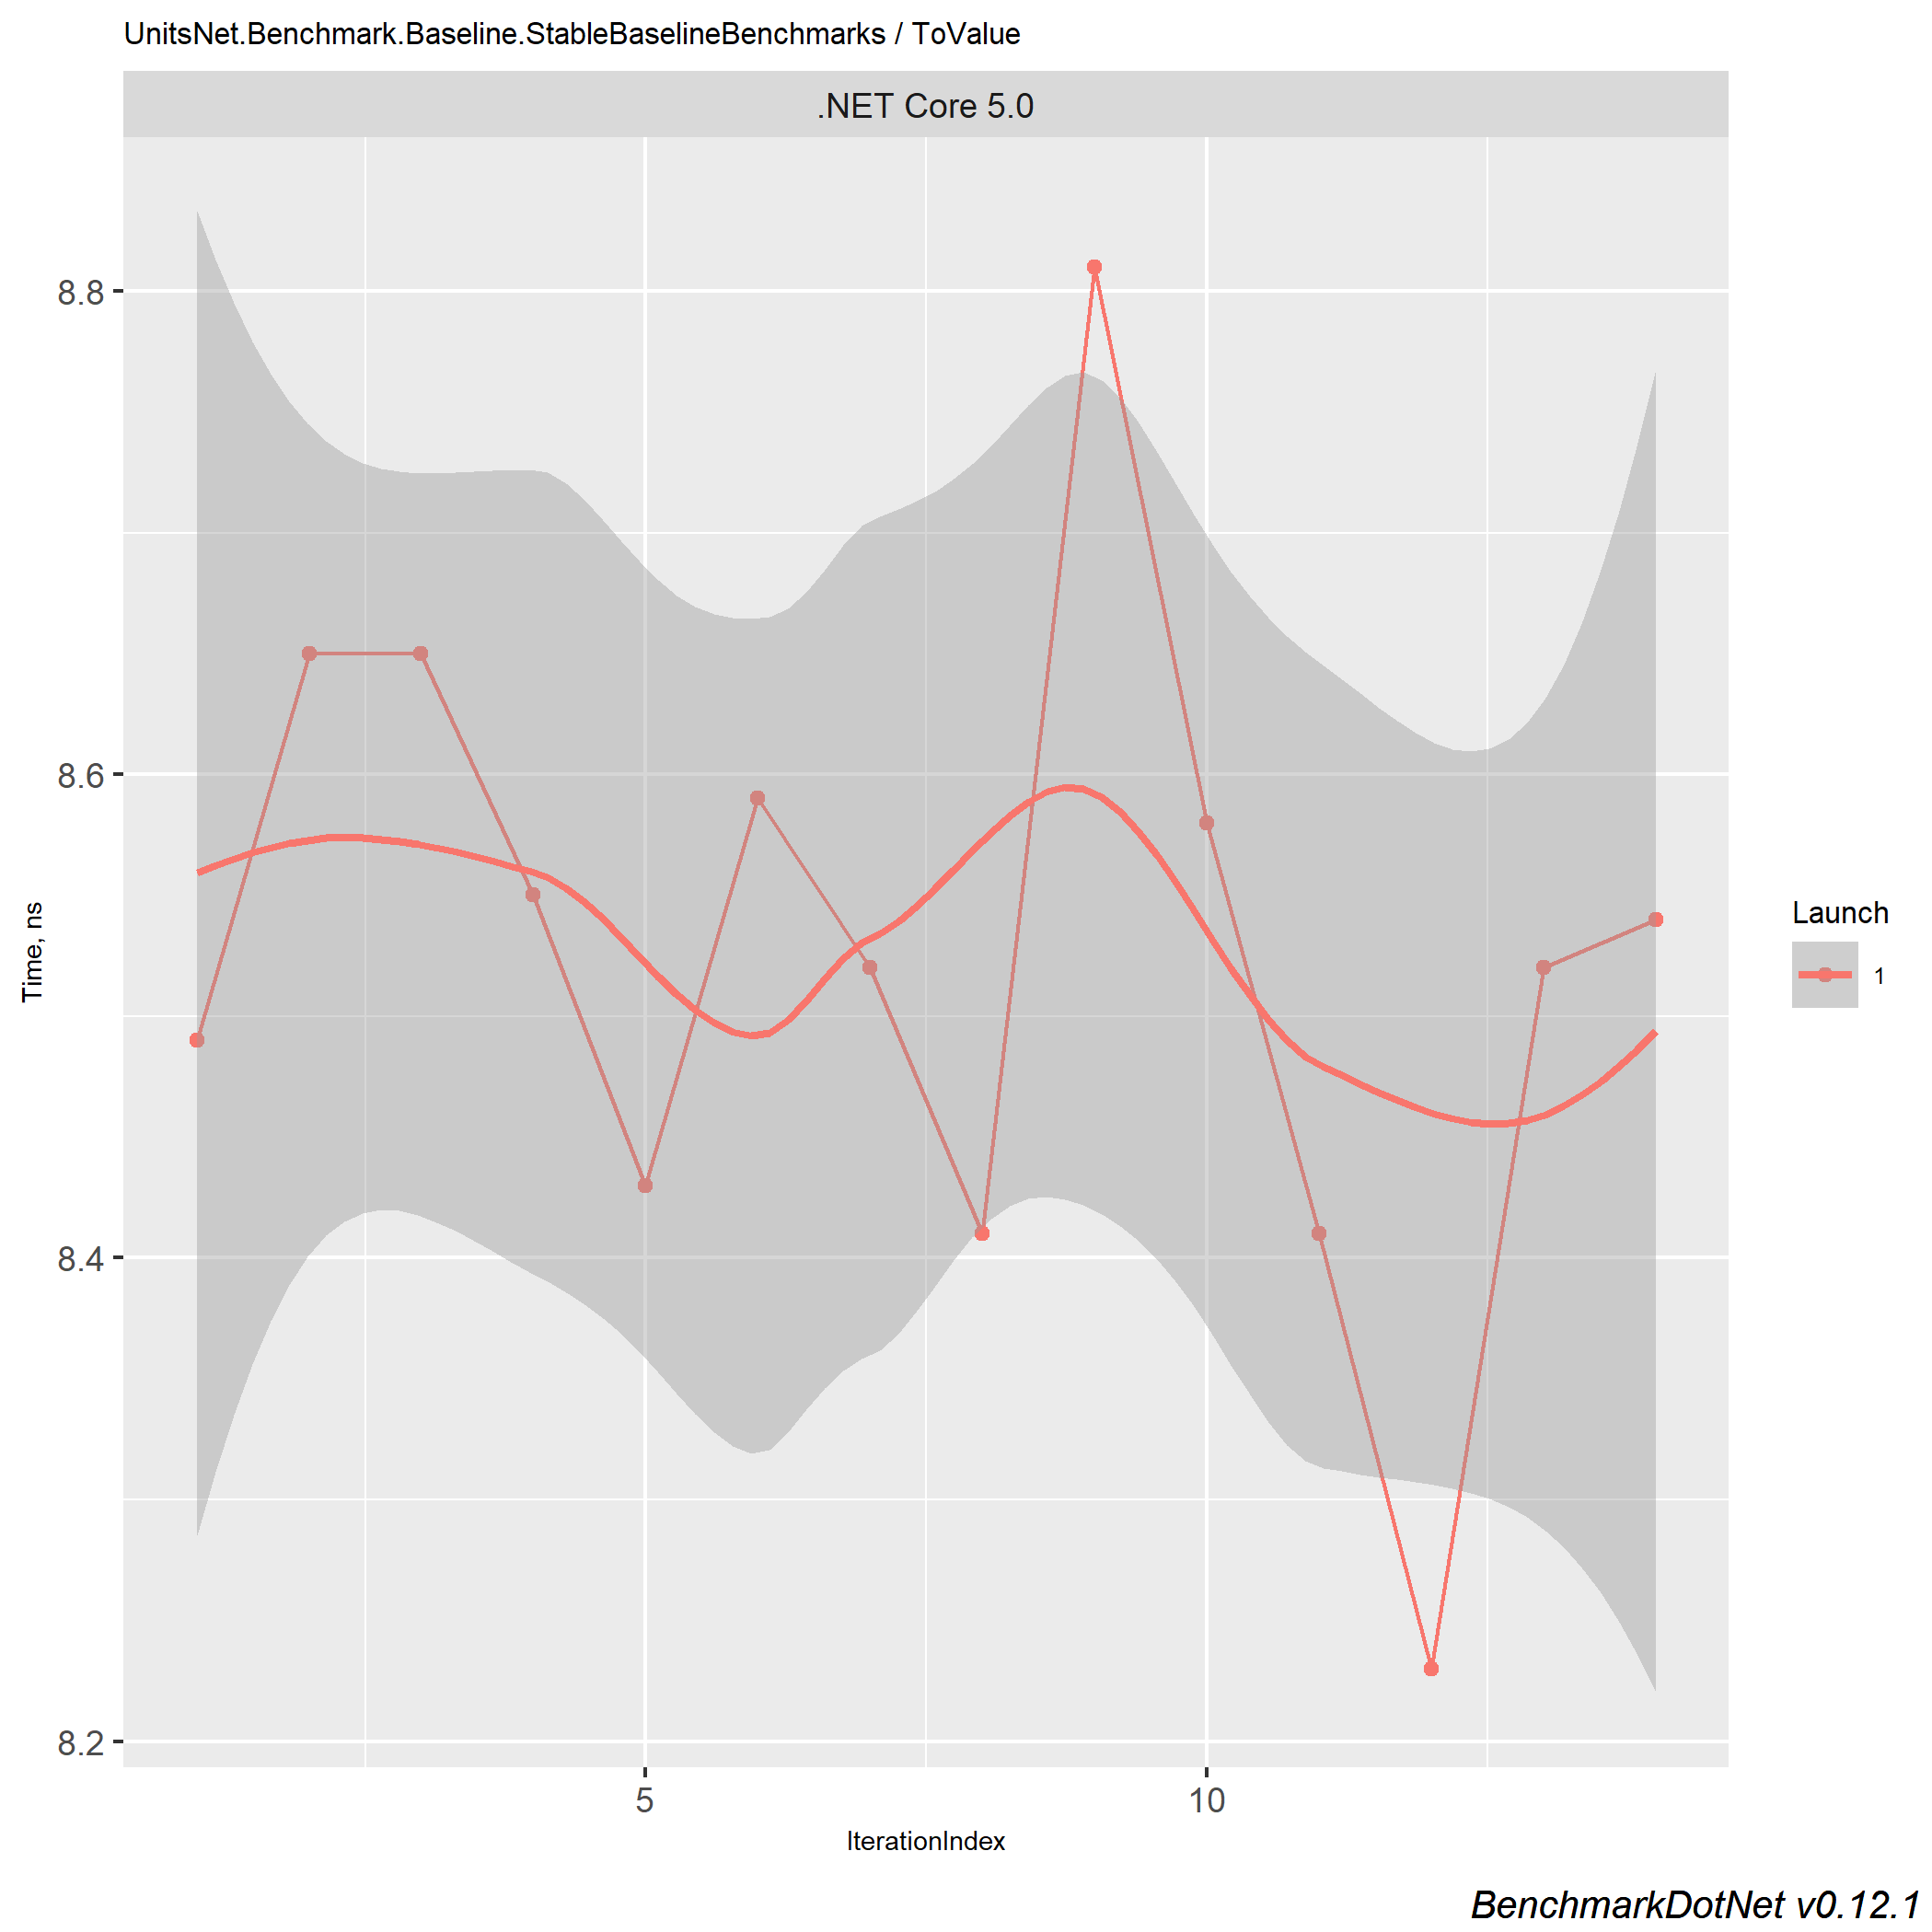 UnitsNet.Benchmark.Baseline.StableBaselineBenchmarks / ToValue
.NET Core 5.0
8.8
8.6
8.4
8.2
Time, ns
5
10
IterationIndex
Launch
1
BenchmarkDotNet v0.12.1